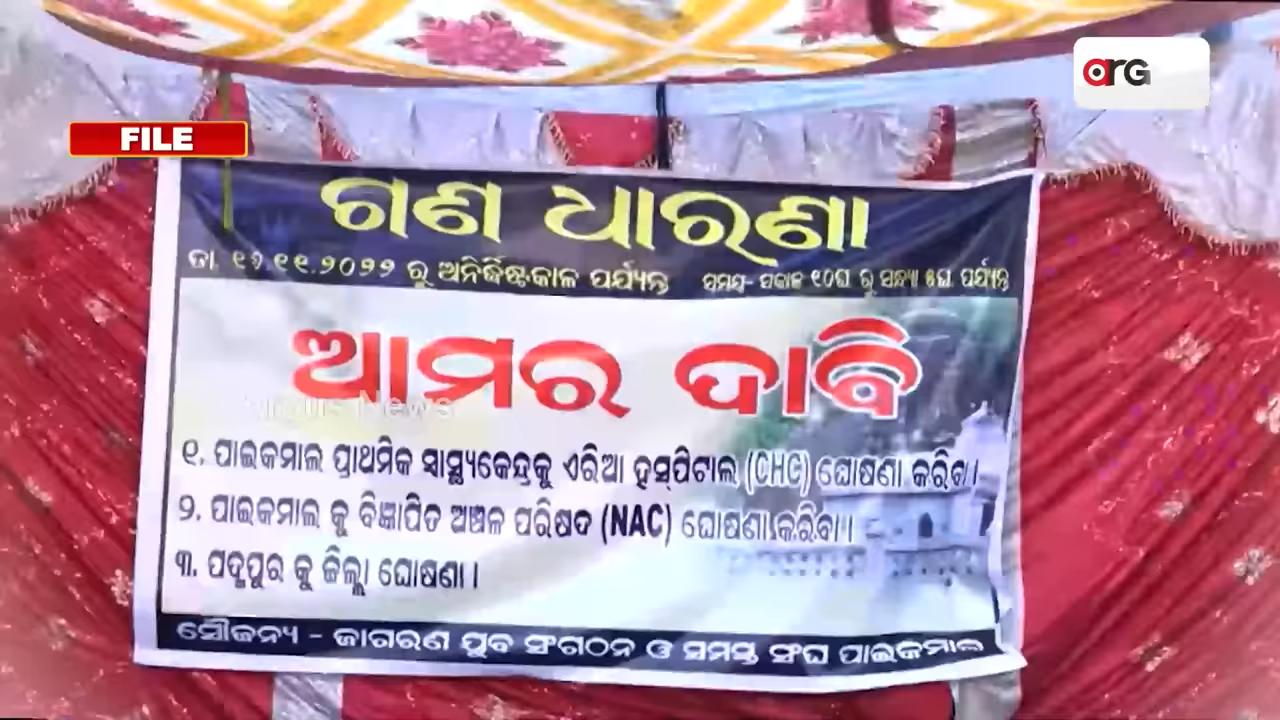 arG
FILE
ଗଣ ଧାରଣା
ତା. ୧୬.୧୧.୨୦୨୨ ରୁ ଅନିର୍ଦ୍ଧିଷ୍ଟକାଳ ପର୍ଯ୍ୟନ୍ତ ସମୟ- ସକାଳ ୧୦ଘ ରୁ ସନ୍ଧ୍ୟା ୫ଘ ପର୍ଯ୍ୟନ୍ତ
ଆମର ଦାବି
୧. ପାଇକମାଲ ପ୍ରାଥମିକ ସ୍ୱାସ୍ଥ୍ୟକେନ୍ଦ୍ରକୁ ଏରିଆ ହସ୍ପିଟାଲ (CHC) ଘୋଷଣା କରିବା।
୨. ପାଇକମାଲ କୁ ବିଜ୍ଞାପିତ ଅଞ୍ଚଳ ପରିଷଦ (NAC) ଘୋଷଣା କରିବା।
୩. ପଦ୍ମପୁର କୁ ଜିଲ୍ଲା ଘୋଷଣା।
ସୌଜନ୍ୟ - ଜାଗରଣ ଯୁବ ସଂଗଠନ ଓ ସମସ୍ତ ସଂଘ ପାଇକମାଲ